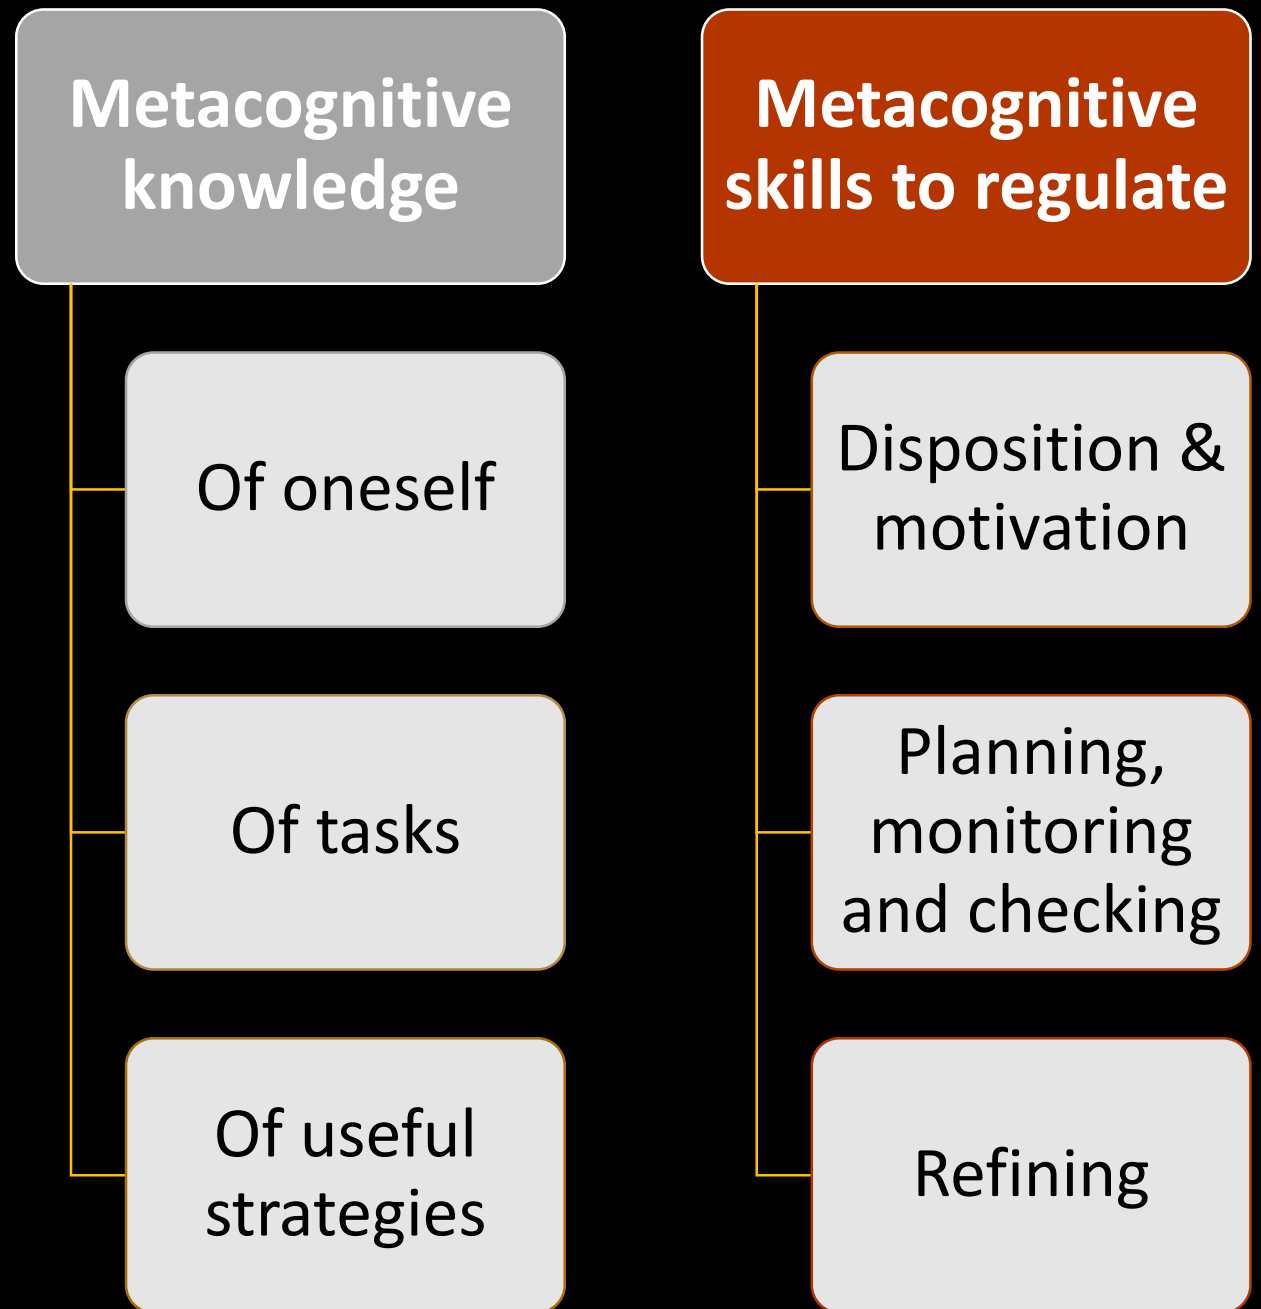 Metacognitive
knowledge
Of oneself
Of tasks
Of useful
strategies
Metacognitive
skills to regulate
Disposition &
motivation
Planning,
monitoring
and checking
Refining